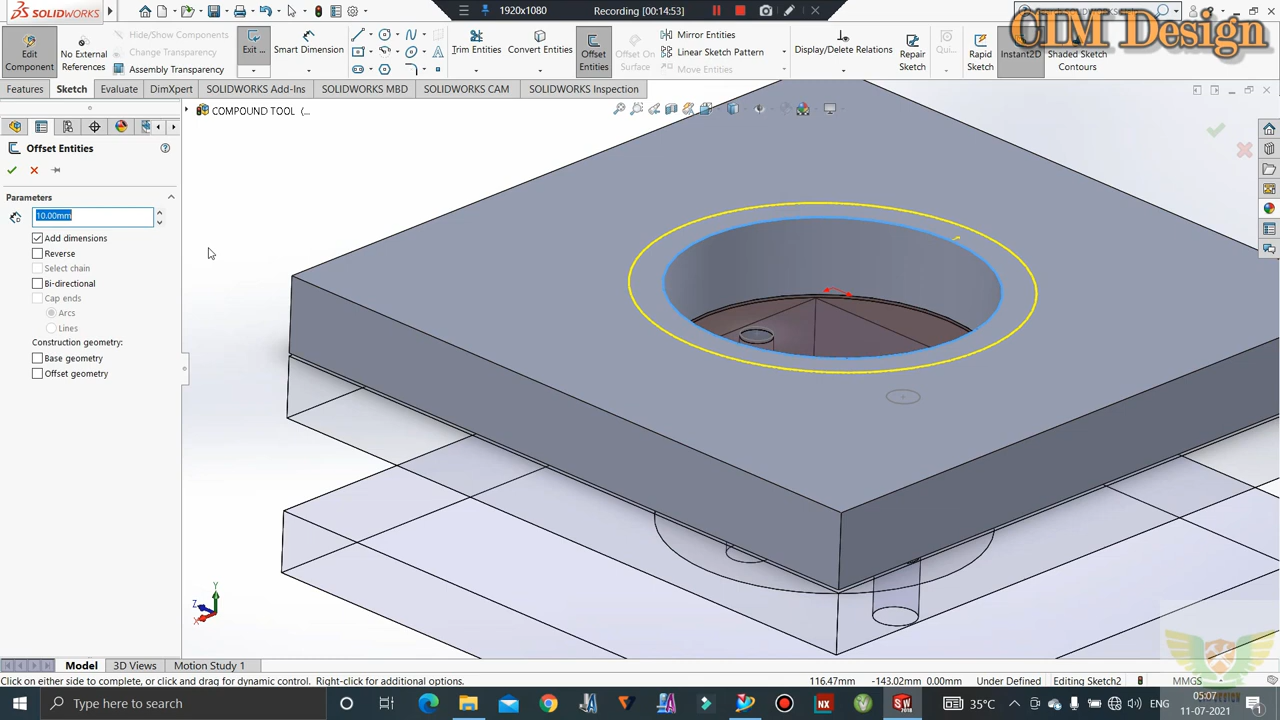 SOLIDWORKS
1920x1080
Recording [00:14:53]
CIM Design
Edit Component
No External References
Hide/Show Components
Change Transparency
Assembly Transparency
Exit ...
Smart Dimension
Trim Entities
Convert Entities
Offset Entities
Offset On Surface
Mirror Entities
Linear Sketch Pattern
Move Entities
Display/Delete Relations
Repair Sketch
Qui...
Rapid Sketch
Instant2D
Shaded Sketch Contours
Features
Sketch
Evaluate
DimXpert
SOLIDWORKS Add-Ins
SOLIDWORKS MBD
SOLIDWORKS CAM
SOLIDWORKS Inspection
COMPOUND TOOL (...
Offset Entities
Parameters
10.00mm
Add dimensions
Reverse
Select chain
Bi-directional
Cap ends
Arcs
Lines
Construction geometry:
Base geometry
Offset geometry
Y
Z
X
Model
3D Views
Motion Study 1
Click on either side to complete, or click and drag for dynamic control. Right-click for additional options.
116.47mm
-143.02mm
0.00mm
Under Defined
Editing Sketch2
MMGS
Type here to search
35°C
ENG
05:07
11-07-2021